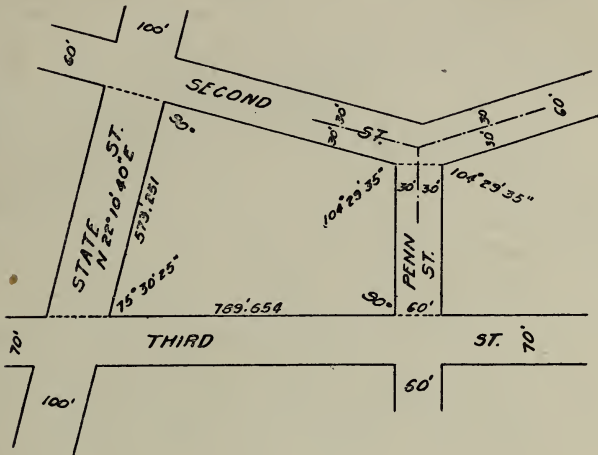 100'
60'
SECOND
30' 30'
ST.
30
30'
60'
STATE ST.
N 22° 10' 40" E
573'.251
90°
104° 29' 35"
30' 30'
104° 29' 35"
PENN
ST.
75° 30' 25"
789'.654
90°
60'
70'
THIRD
ST.
70'
100'
60'